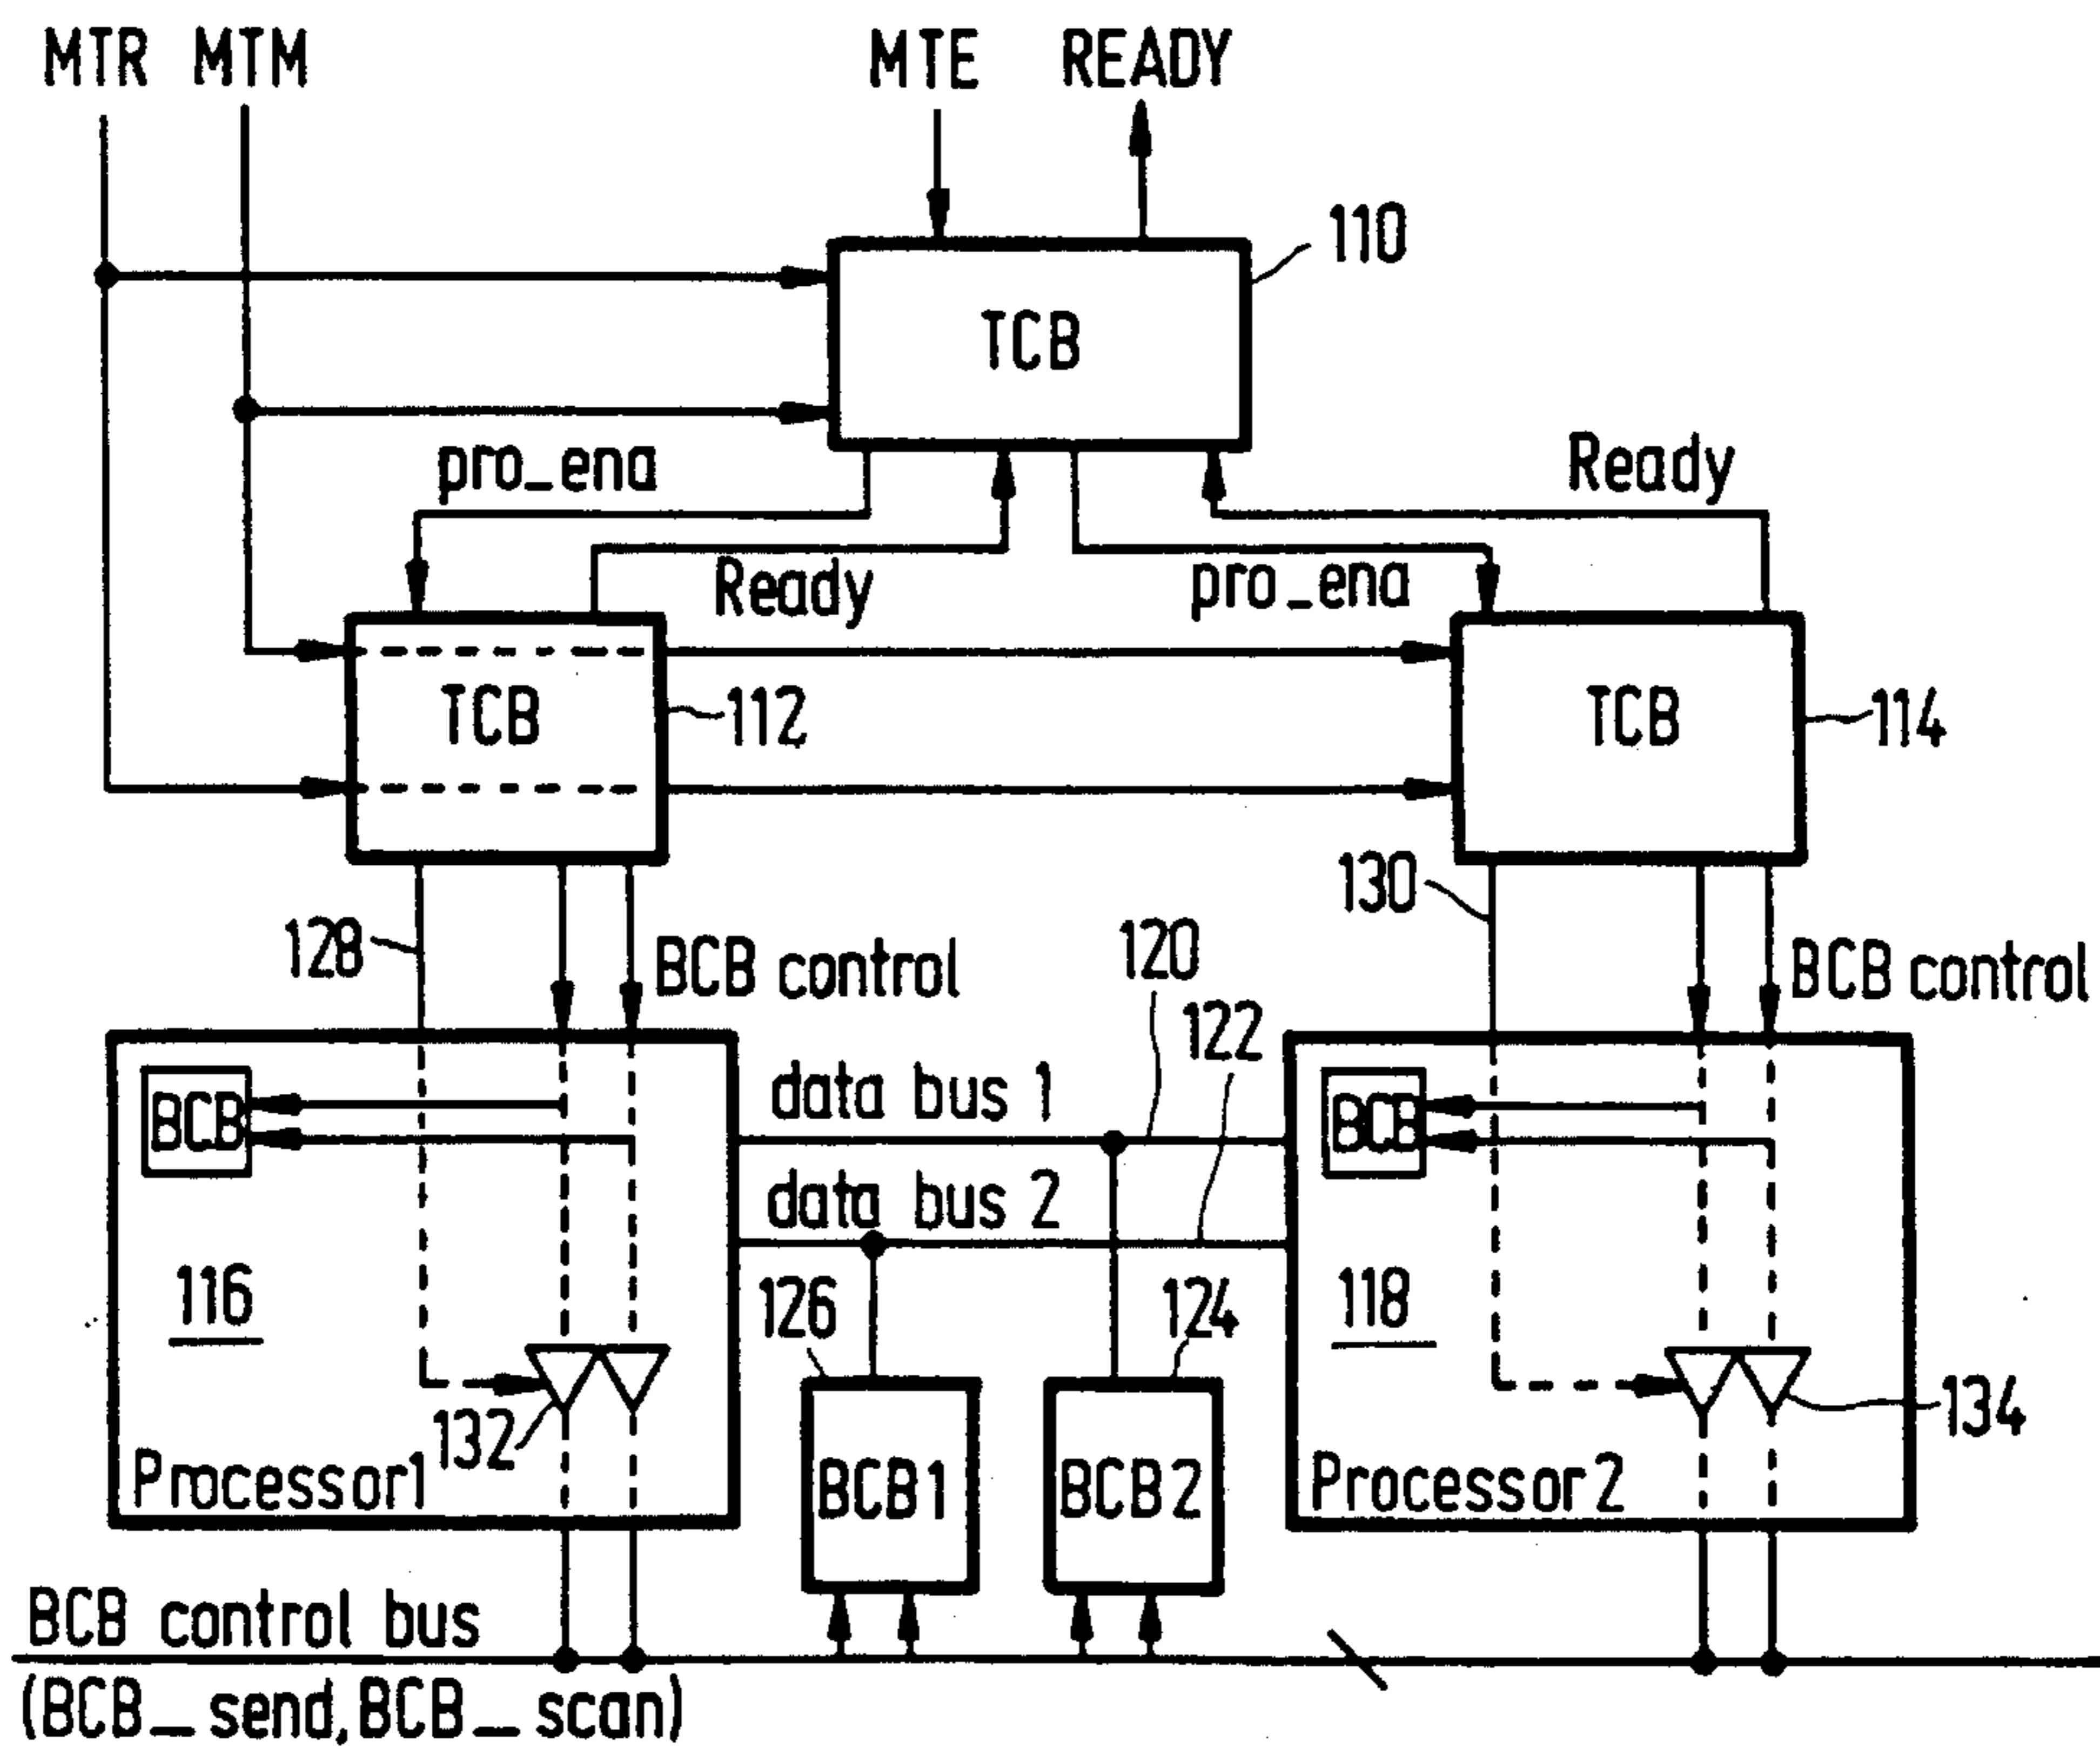 MTR MTM MTE READY
110
TCB
pro_ena Ready
Ready pro_ena
TCB 112 TCB 114
128 BCB control 120 130 BCB control
122
BCB data bus 1 BCB
data bus 2
116 126 124 118
132 134
Processor1 BCB1 BCB2 Processor2
BCB control bus
(BCB_send, BCB_scan)